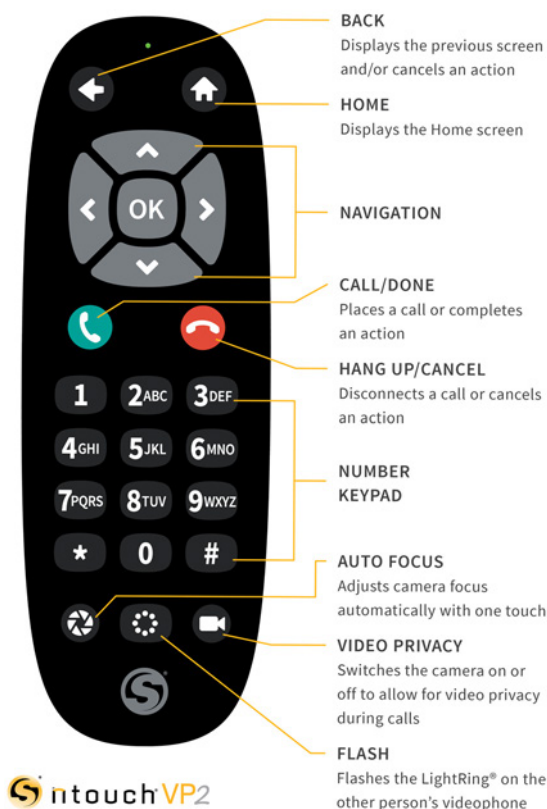 BACK
Displays the previous screen
and/or cancels an action
HOME
Displays the Home screen
OK
NAVIGATION
CALL/DONE
Places a call or completes
an action
HANG UP/CANCEL
Disconnects a call or cancels
an action
1 2ABC 3DEF
4GHI 5JKL 6MNO
7PQRS 8TUV 9WXYZ
* 0 #
NUMBER
KEYPAD
AUTO FOCUS
Adjusts camera focus
automatically with one touch
VIDEO PRIVACY
Switches the camera on or
off to allow for video privacy
during calls
FLASH
Flashes the LightRing® on the
other person's videophone
S
S ntouch VP2